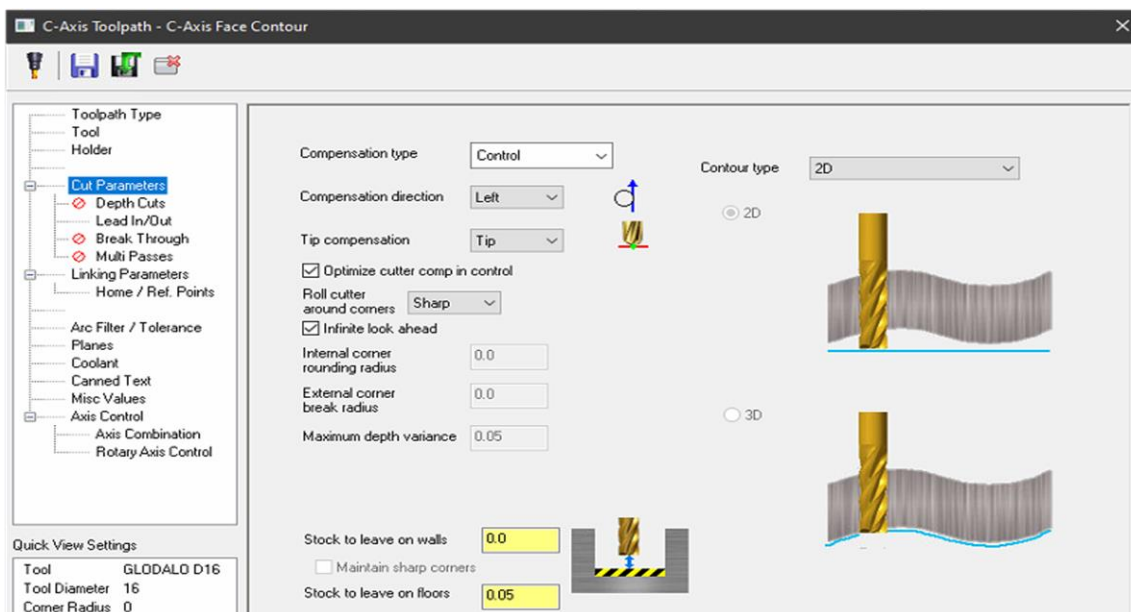 C-Axis Toolpath - C-Axis Face Contour
Toolpath Type
Tool
Holder
Cut Parameters
Depth Cuts
Lead In/Out
Break Through
Multi Passes
Linking Parameters
Home / Ref. Points
Arc Filter / Tolerance
Planes
Coolant
Canned Text
Misc Values
Axis Control
Axis Combination
Rotary Axis Control
Quick View Settings
Tool GLODALO D16
Tool Diameter 16
Corner Radius 0
Compensation type Control
Compensation direction Left
Tip compensation Tip
Optimize cutter comp in control
Roll cutter
around corners Sharp
Infinite look ahead
Internal corner
rounding radius 0.0
External corner
break radius 0.0
Maximum depth variance 0.05
Stock to leave on walls 0.0
Maintain sharp corners
Stock to leave on floors 0.05
Contour type 2D
2D
3D